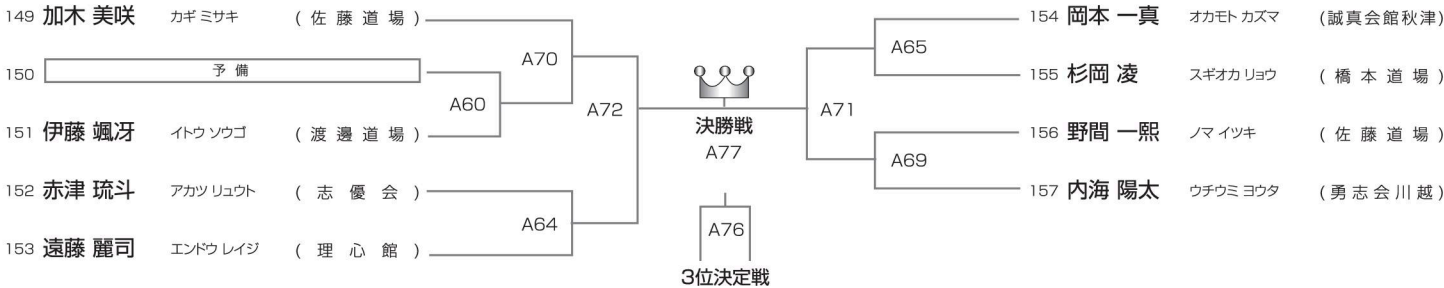 149 加木 美咲 カギ ミサキ (佐藤道場)
150 予備
151 伊藤 颯冴 イトウ ソウゴ (渡邊道場)
152 赤津 琉斗 アカツ リュウト (志優会)
153 遠藤 麗司 エンドウ レイジ (理心館)
A70
A60
A72
A64
決勝戦
A77
A76
3位決定戦
A65
A71
A69
154 岡本 一真 オカモト カズマ (誠真会館秋津)
155 杉岡 凌 スギオカ リョウ (橋本道場)
156 野間 一熙 ノマ イツキ (佐藤道場)
157 内海 陽太 ウチウミ ヨウタ (勇志会川越)